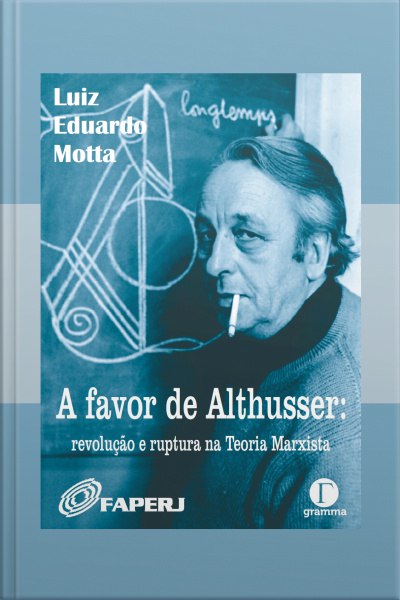 Luiz
Eduardo
Motta
longtemps
A favor de Althusser:
revolução e ruptura na Teoria Marxista
FAPERJ
Γ
gramma